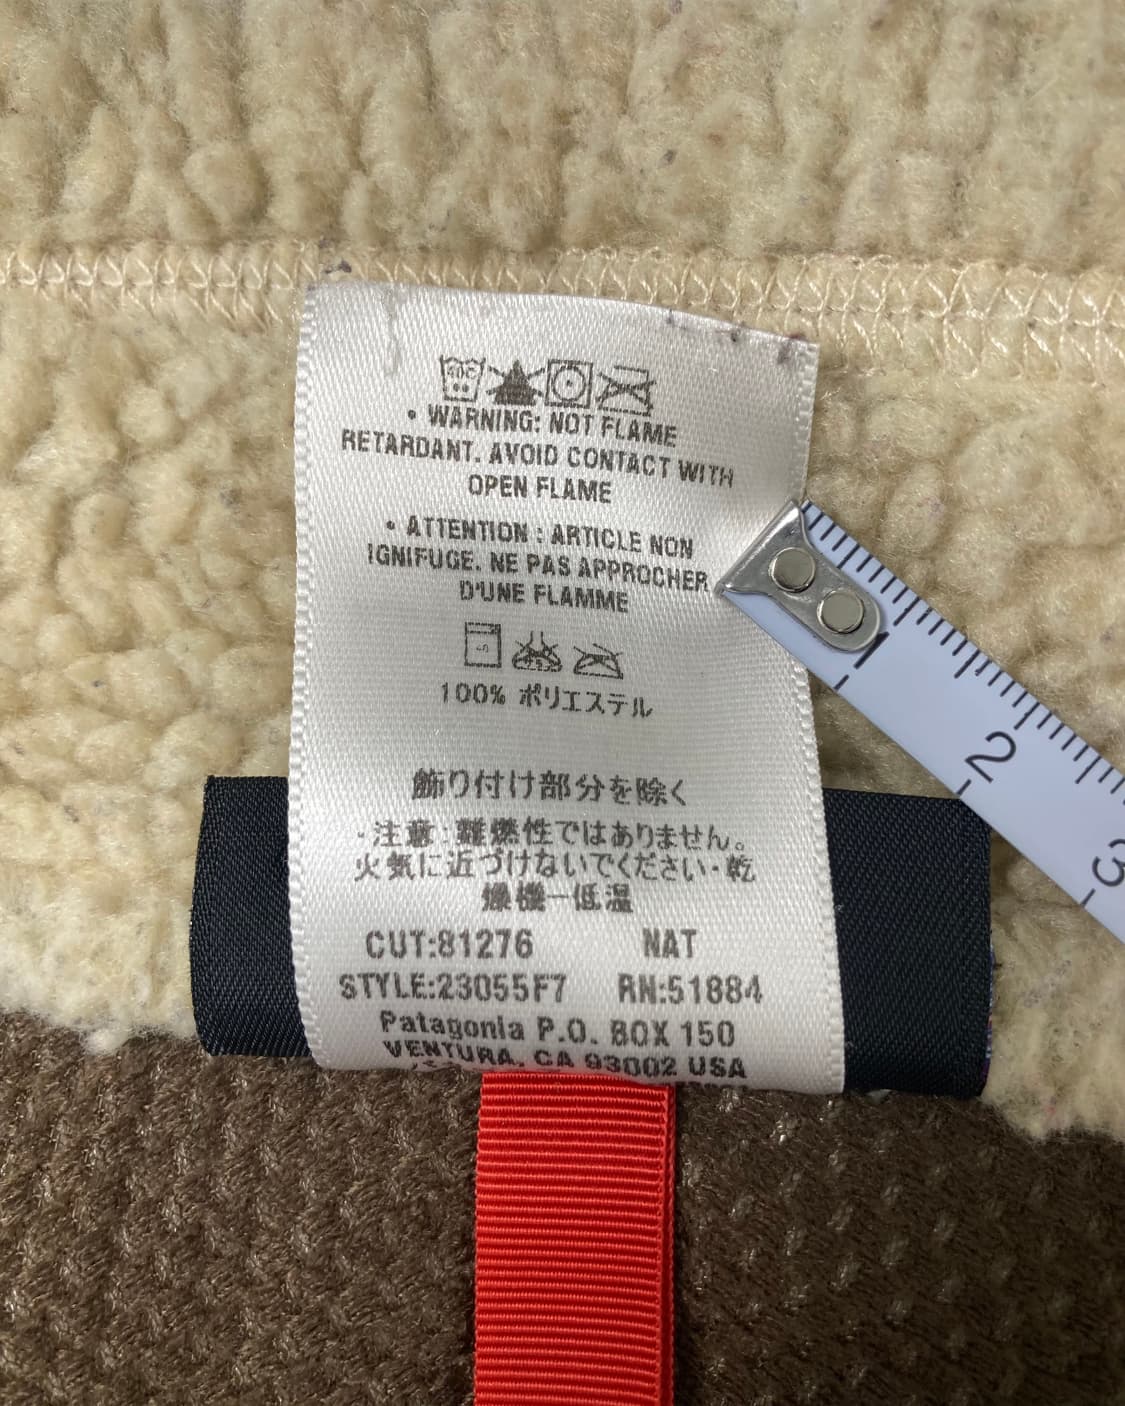 40C
• WARNING: NOT FLAME
RETARDANT. AVOID CONTACT WITH
OPEN FLAME
• ATTENTION : ARTICLE NON
IGNIFUGE. NE PAS APPROCHER
D'UNE FLAMME
100% ポリエステル
飾り付け部分を除く
・注意：難燃性ではありません。
火気に近づけないでください・乾
燥機ー低温
CUT:81276 NAT
STYLE:23055F7 RN:51884
Patagonia P.O. BOX 150
VENTURA, CA 93002 USA
1
2
3